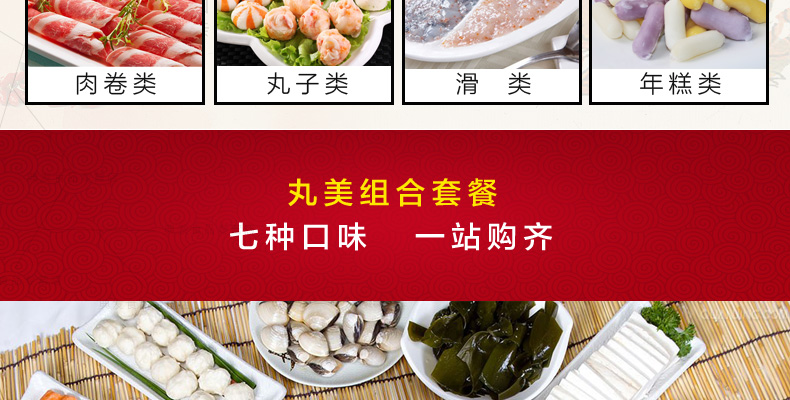 肉卷类
丸子类
滑 类
年糕类
丸美组合套餐
七种口味 一站购齐